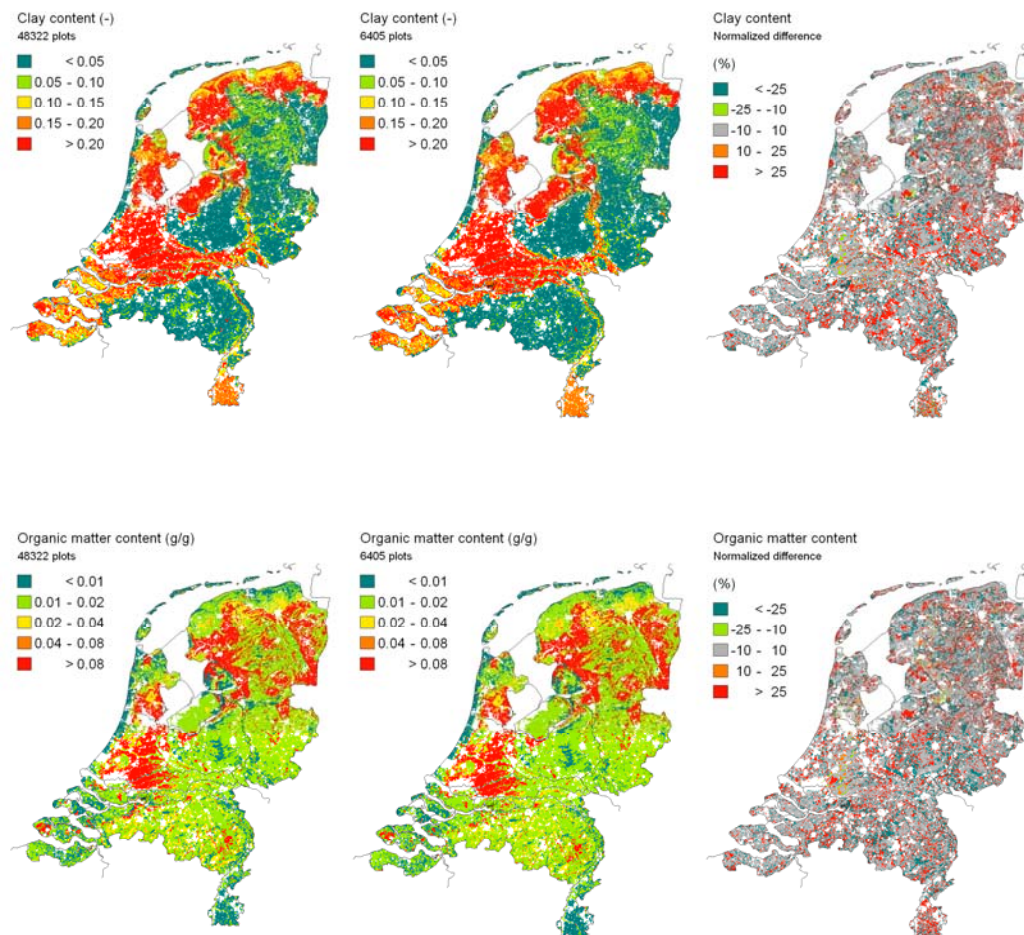 Clay content (-)
48322 plots
< 0.05
0.05 - 0.10
0.10 - 0.15
0.15 - 0.20
> 0.20
Clay content (-)
6405 plots
< 0.05
0.05 - 0.10
0.10 - 0.15
0.15 - 0.20
> 0.20
Clay content
Normalized difference
(%)
< -25
-25 - -10
-10 - 10
10 - 25
> 25
Organic matter content (g/g)
48322 plots
< 0.01
0.01 - 0.02
0.02 - 0.04
0.04 - 0.08
> 0.08
Organic matter content (g/g)
6405 plots
< 0.01
0.01 - 0.02
0.02 - 0.04
0.04 - 0.08
> 0.08
Organic matter content
Normalized difference
(%)
< -25
-25 - -10
-10 - 10
10 - 25
> 25